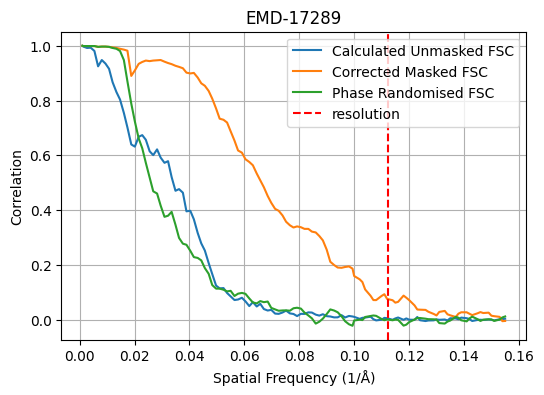 EMD-17289
Calculated Unmasked FSC
Corrected Masked FSC
Phase Randomised FSC
resolution
Correlation
1.0
0.8
0.6
0.4
0.2
0.0
0.00 0.02 0.04 0.06 0.08 0.10 0.12 0.14 0.16
Spatial Frequency (1/Å)